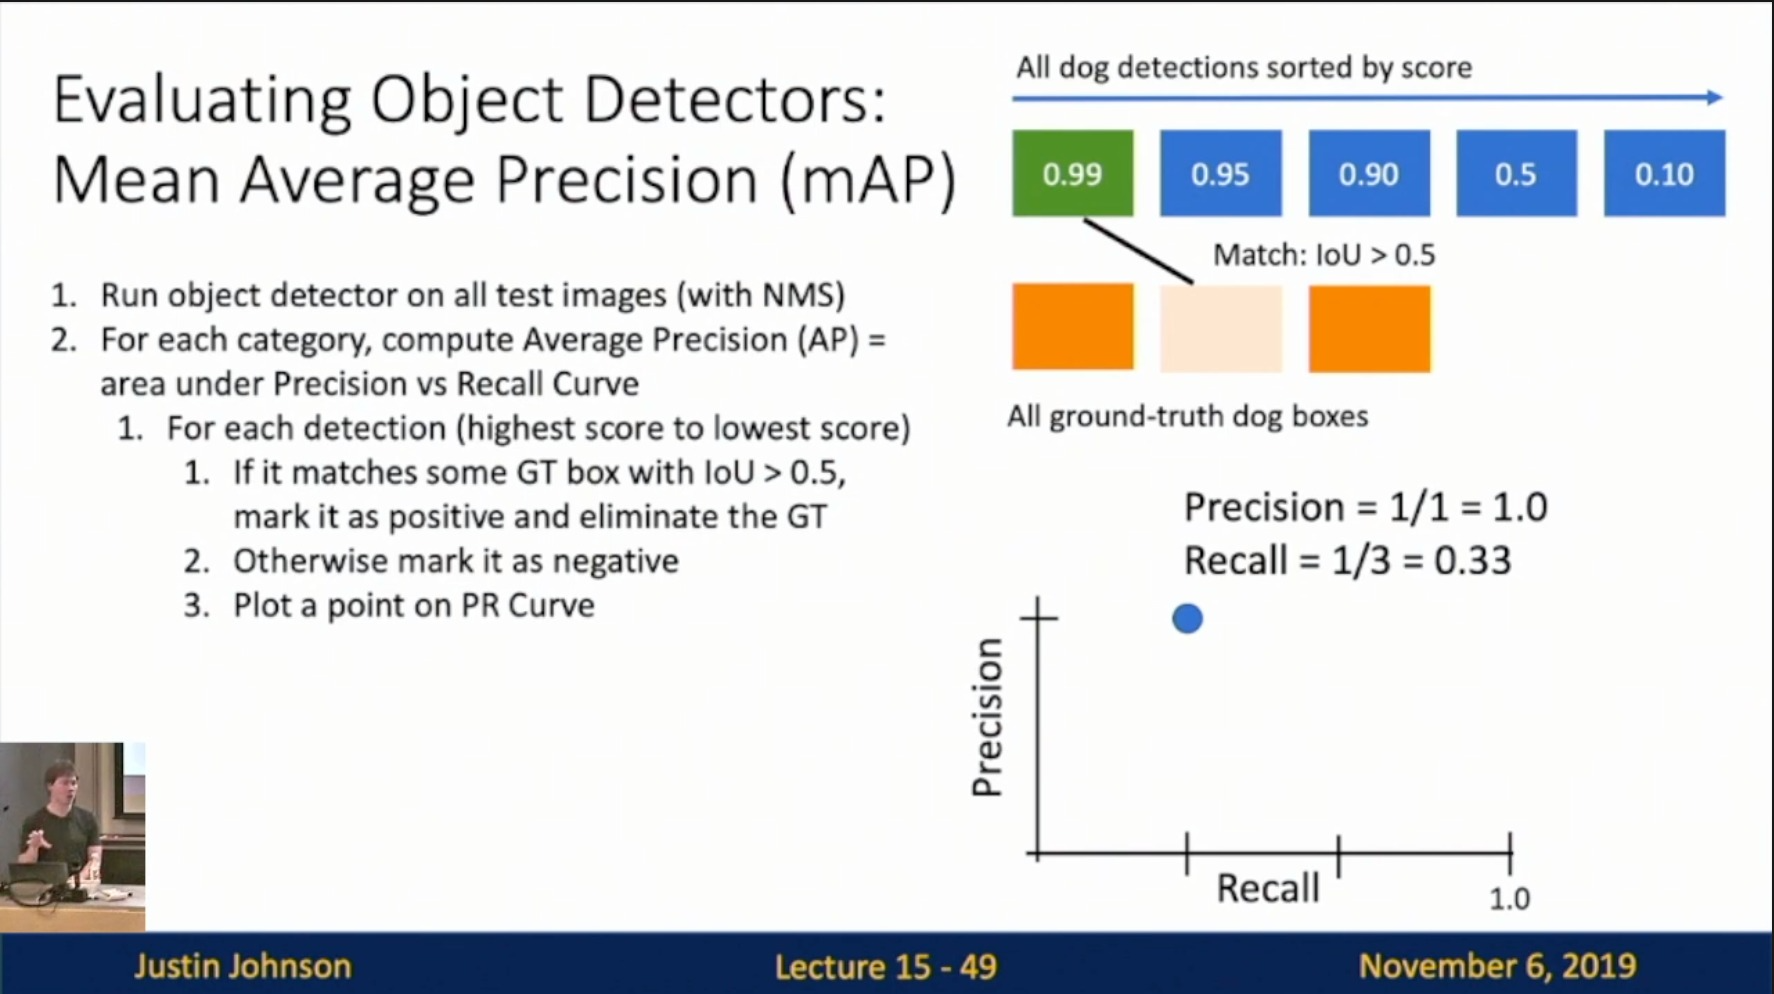 Evaluating Object Detectors:
Mean Average Precision (mAP)
1. Run object detector on all test images (with NMS)
2. For each category, compute Average Precision (AP) =
area under Precision vs Recall Curve
1. For each detection (highest score to lowest score)
1. If it matches some GT box with IoU > 0.5,
mark it as positive and eliminate the GT
2. Otherwise mark it as negative
3. Plot a point on PR Curve
All dog detections sorted by score
0.99 0.95 0.90 0.5 0.10
Match: IoU > 0.5
All ground-truth dog boxes
Precision = 1/1 = 1.0
Recall = 1/3 = 0.33
Precision
Recall
1.0
Justin Johnson
Lecture 15 - 49
November 6, 2019